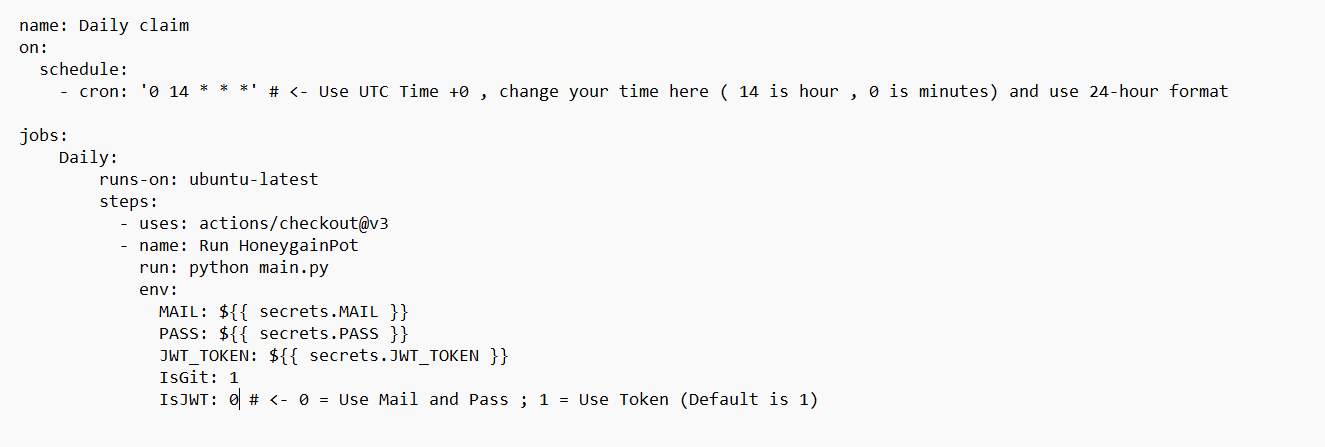 name: Daily claim
on:
  schedule:
    - cron: '0 14 * * *' # <- Use UTC Time +0 , change your time here ( 14 is hour , 0 is minutes) and use 24-hour format

jobs:
    Daily:
        runs-on: ubuntu-latest
        steps:
          - uses: actions/checkout@v3
          - name: Run HoneygainPot
            run: python main.py
            env:
              MAIL: ${{ secrets.MAIL }}
              PASS: ${{ secrets.PASS }}
              JWT_TOKEN: ${{ secrets.JWT_TOKEN }}
              IsGit: 1
              IsJWT: 0 # <- 0 = Use Mail and Pass ; 1 = Use Token (Default is 1)